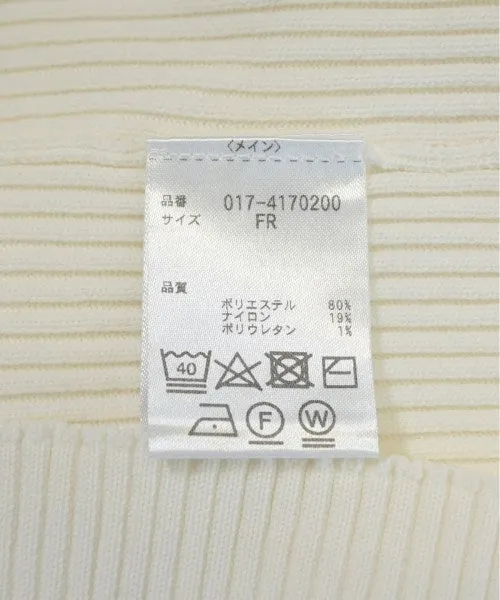 〈メイン〉
品番 017-4170200
サイズ FR
品質
ポリエステル 80%
ナイロン 19%
ポリウレタン 1%
40
F W